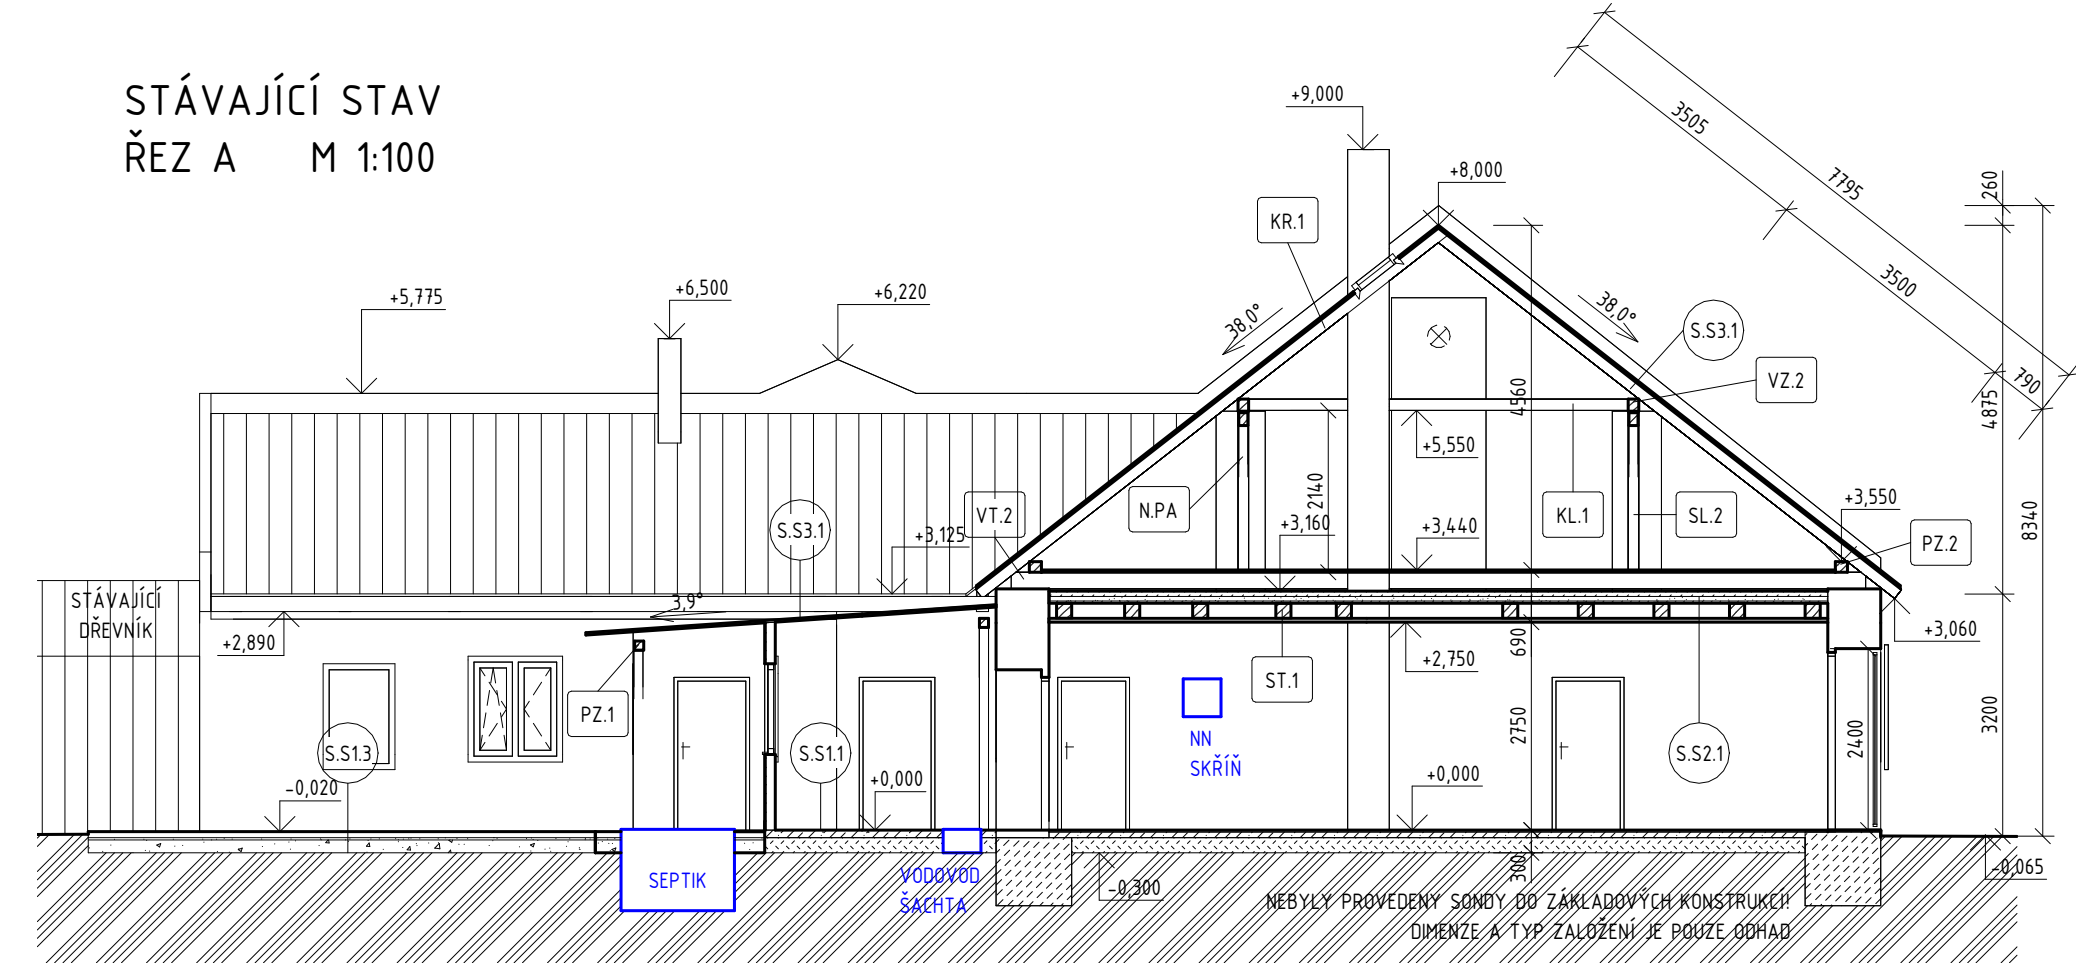 STÁVAJÍCÍ STAV
ŘEZ A M 1:100
+9,000
3505
7795
+8,000
260
KR.1
3500
+5,775
+6,500
+6,220
38,0°
38,0°
S.S3.1
VZ.2
790
4560
4875
+5,550
2140
N.PA
KL.1
SL.2
+3,550
VT.2
+3,160
+3,440
8340
S.S3.1
+3,125
PZ.2
STÁVAJÍCÍ
DŘEVNÍK
3,9°
+2,890
+3,060
690
+2,750
ST.1
PZ.1
3200
2750
2400
NN
SKŘÍŇ
S.S1.3
S.S1.1
S.S2.1
-0,020
+0,000
+0,000
300
-0,065
SEPTIK
VODOVOD
ŠACHTA
-0,300
NEBYLY PROVEDENY SONDY DO ZÁKLADOVÝCH KONSTRUKCÍ!
DIMENZE A TYP ZALOŽENÍ JE POUZE ODHAD